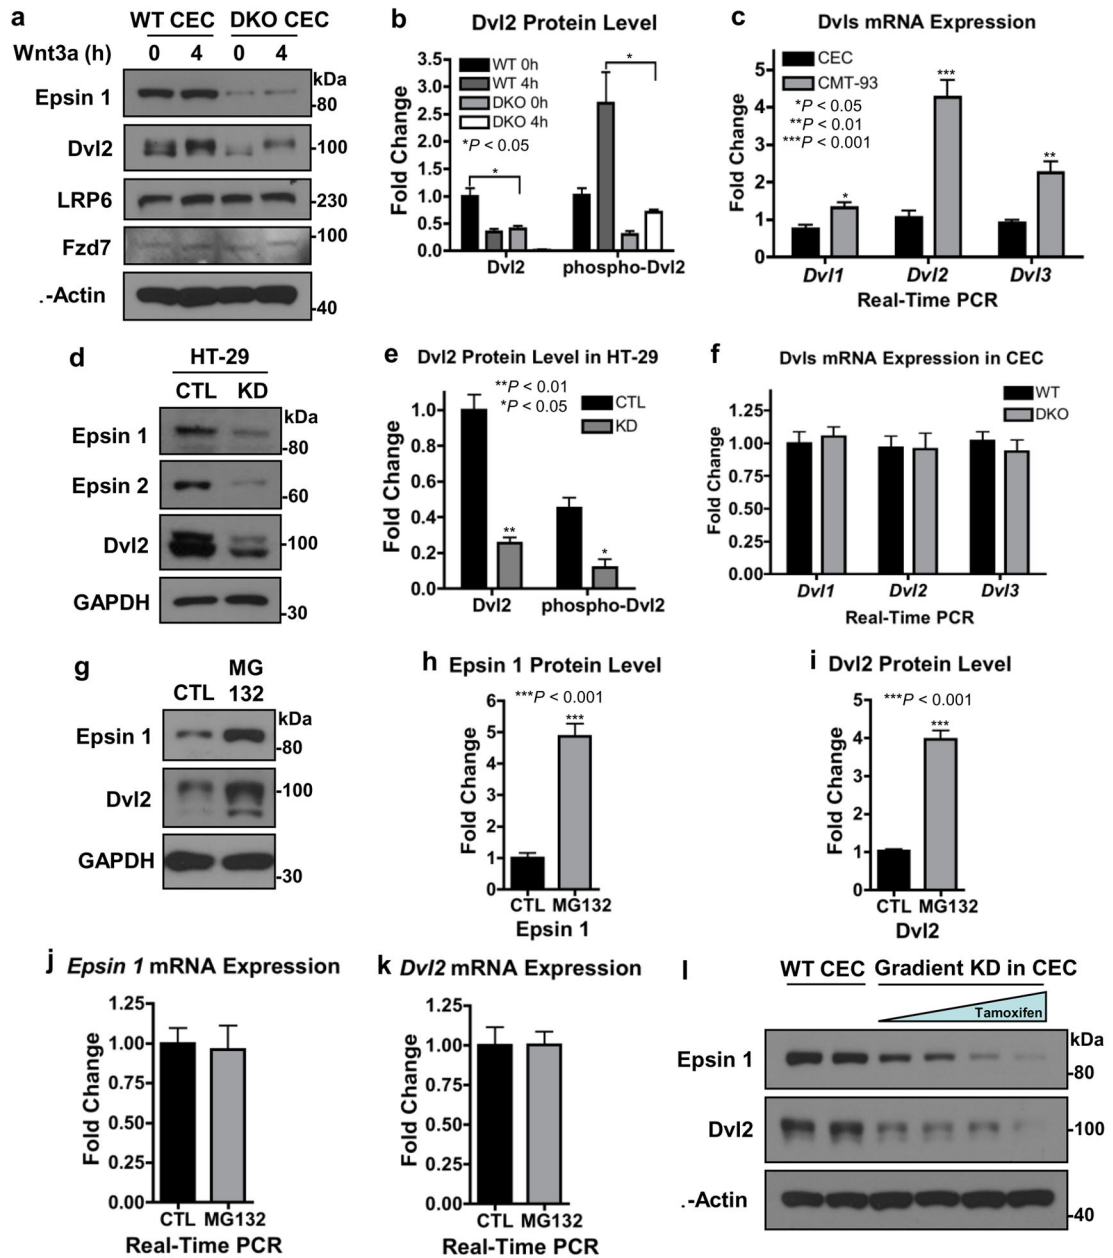 a
WT CEC DKO CEC
Wnt3a (h) 0 4 0 4
kDa
Epsin 1
-80
Dvl2
-100
LRP6
-230
Fzd7
-100
.-Actin
-40
b
Dvl2 Protein Level
Fold Change
3.5
3.0
2.5
2.0
1.5
1.0
0.5
0.0
WT 0h
WT 4h
DKO 0h
DKO 4h
*P < 0.05
*
*
Dvl2 phospho-Dvl2
c
Dvls mRNA Expression
Fold Change
5
4
3
2
1
0
CEC
CMT-93
*P < 0.05
**P < 0.01
***P < 0.001
*
***
**
Dvl1 Dvl2 Dvl3
Real-Time PCR
d
HT-29
CTL KD
kDa
Epsin 1
-80
Epsin 2
-60
Dvl2
-100
GAPDH
-30
e
Dvl2 Protein Level in HT-29
Fold Change
1.0
0.8
0.6
0.4
0.2
0.0
**P < 0.01
*P < 0.05
CTL
KD
**
*
Dvl2 phospho-Dvl2
f
Dvls mRNA Expression in CEC
Fold Change
1.25
1.00
0.75
0.50
0.25
0.00
WT
DKO
Dvl1 Dvl2 Dvl3
Real-Time PCR
g
CTL MG
132
kDa
Epsin 1
-80
Dvl2
-100
GAPDH
-30
h
Epsin 1 Protein Level
Fold Change
6
5
4
3
2
1
0
***P < 0.001
***
CTL MG132
Epsin 1
i
Dvl2 Protein Level
Fold Change
5
4
3
2
1
0
***P < 0.001
***
CTL MG132
Dvl2
j
Epsin 1 mRNA Expression
Fold Change
1.25
1.00
0.75
0.50
0.25
0.00
CTL MG132
Real-Time PCR
k
Dvl2 mRNA Expression
Fold Change
1.25
1.00
0.75
0.50
0.25
0.00
CTL MG132
Real-Time PCR
l
WT CEC Gradient KD in CEC
Tamoxifen
kDa
Epsin 1
-80
Dvl2
-100
.-Actin
-40